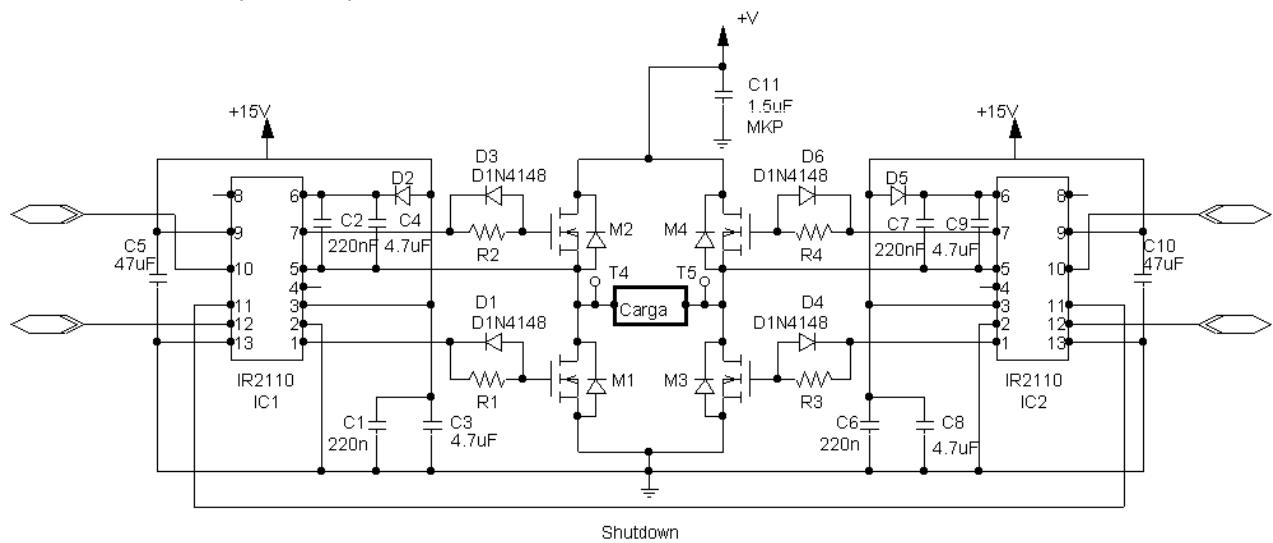 +V
C11
1.5uF
MKP
+15V
+15V
D3
D1N4148
D6
D1N4148
8
6
D2
D5
6
8
C2
220nF
C4
4.7uF
C7
220nF
C9
4.7uF
9
7
R2
M2
M4
R4
7
9
C5
47uF
C10
47uF
10
5
T4
T5
5
10
4
4
11
3
D1
D1N4148
Carga
D4
D1N4148
3
11
12
2
2
12
13
1
1
13
M1
M3
IR2110
IC1
R1
R3
IR2110
IC2
C1
220n
C3
4.7uF
C6
220n
C8
4.7uF
Shutdown